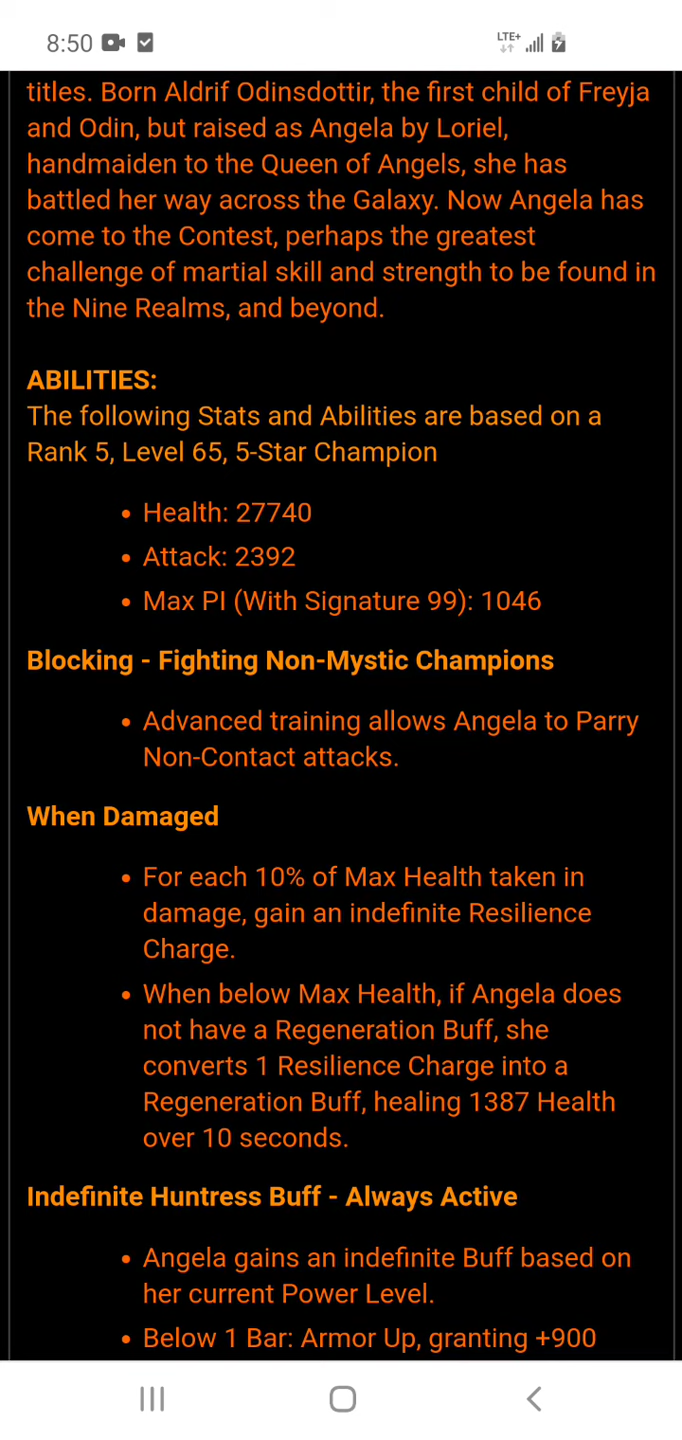 8:50
LTE+
titles. Born Aldrif Odinsdottir, the first child of Freyja
and Odin, but raised as Angela by Loriel,
handmaiden to the Queen of Angels, she has
battled her way across the Galaxy. Now Angela has
come to the Contest, perhaps the greatest
challenge of martial skill and strength to be found in
the Nine Realms, and beyond.
ABILITIES:
The following Stats and Abilities are based on a
Rank 5, Level 65, 5-Star Champion
• Health: 27740
• Attack: 2392
• Max PI (With Signature 99): 1046
Blocking - Fighting Non-Mystic Champions
• Advanced training allows Angela to Parry
Non-Contact attacks.
When Damaged
• For each 10% of Max Health taken in
damage, gain an indefinite Resilience
Charge.
• When below Max Health, if Angela does
not have a Regeneration Buff, she
converts 1 Resilience Charge into a
Regeneration Buff, healing 1387 Health
over 10 seconds.
Indefinite Huntress Buff - Always Active
• Angela gains an indefinite Buff based on
her current Power Level.
• Below 1 Bar: Armor Up, granting +900